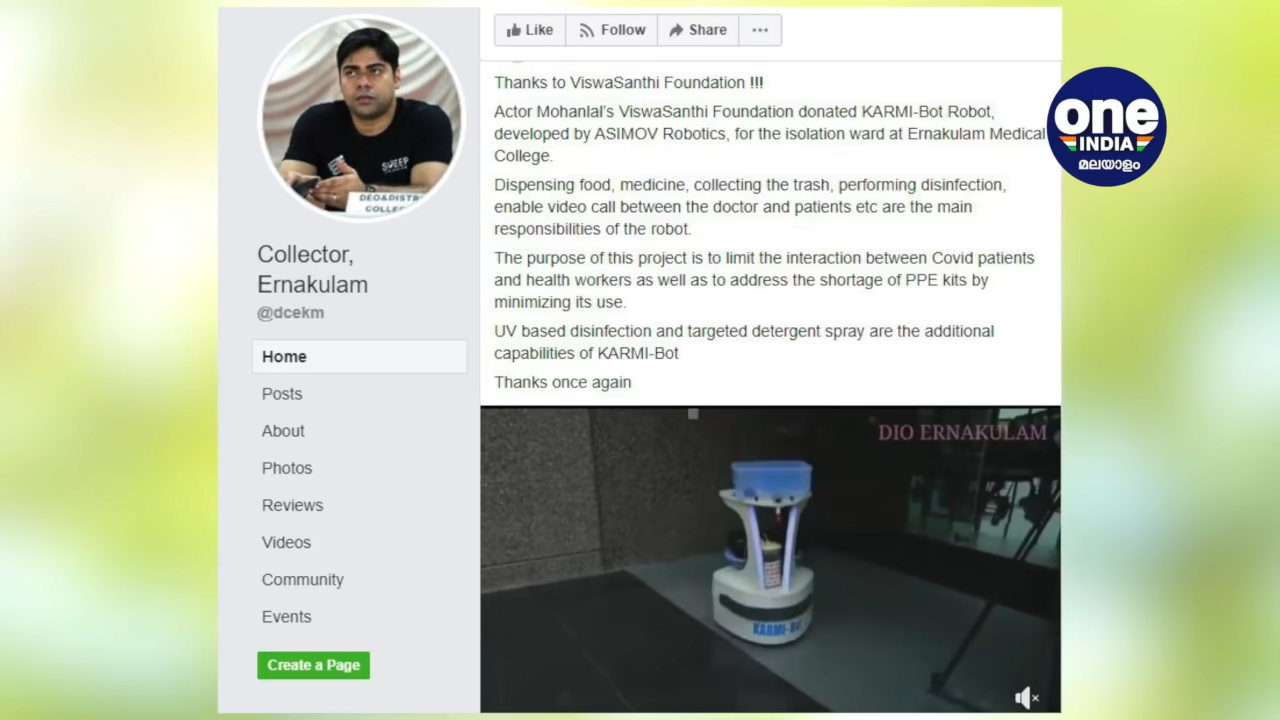 SWEEP
DEO&DISTR
COLLE
Collector,
Ernakulam
@dcekm
Home
Posts
About
Photos
Reviews
Videos
Community
Events
Create a Page
Like Follow Share ...
Thanks to ViswaSanthi Foundation !!!
Actor Mohanlal's ViswaSanthi Foundation donated KARMI-Bot Robot,
developed by ASIMOV Robotics, for the isolation ward at Ernakulam Medical
College.
Dispensing food, medicine, collecting the trash, performing disinfection,
enable video call between the doctor and patients etc are the main
responsibilities of the robot.
The purpose of this project is to limit the interaction between Covid patients
and health workers as well as to address the shortage of PPE kits by
minimizing its use.
UV based disinfection and targeted detergent spray are the additional
capabilities of KARMI-Bot
Thanks once again
DIO ERNAKULAM
KARMI-Bot
one
INDIA
മലയാളം